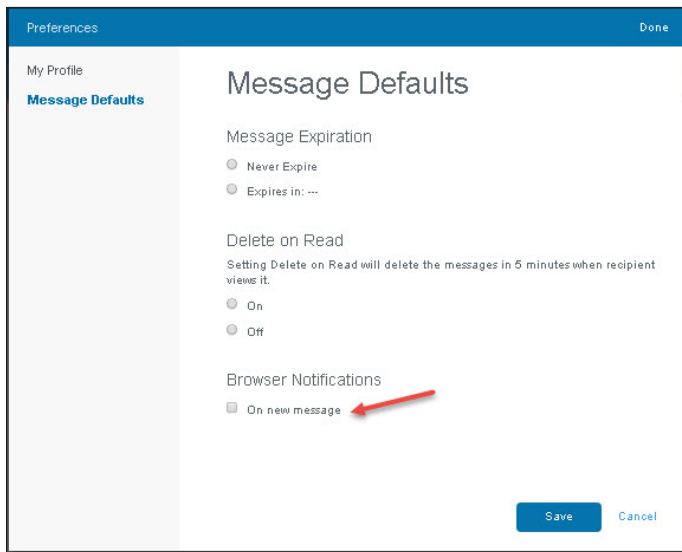 Preferences
Done
My Profile
Message Defaults
Message Defaults
Message Expiration
Never Expire
Expires in: ---
Delete on Read
Setting Delete on Read will delete the messages in 5 minutes when recipient
views it.
On
Off
Browser Notifications
On new message
Save
Cancel